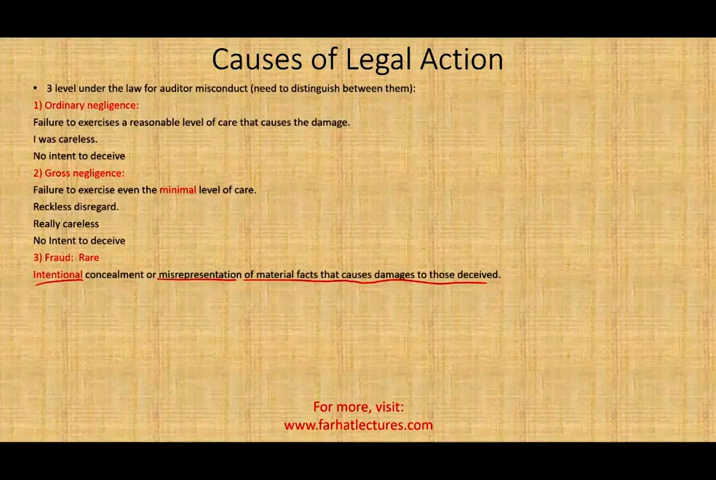 Causes of Legal Action
• 3 level under the law for auditor misconduct (need to distinguish between them):
1) Ordinary negligence:
Failure to exercises a reasonable level of care that causes the damage.
I was careless.
No intent to deceive
2) Gross negligence:
Failure to exercise even the minimal level of care.
Reckless disregard.
Really careless
No Intent to deceive
3) Fraud: Rare
Intentional concealment or misrepresentation of material facts that causes damages to those deceived.
For more, visit:
www.farhatlectures.com